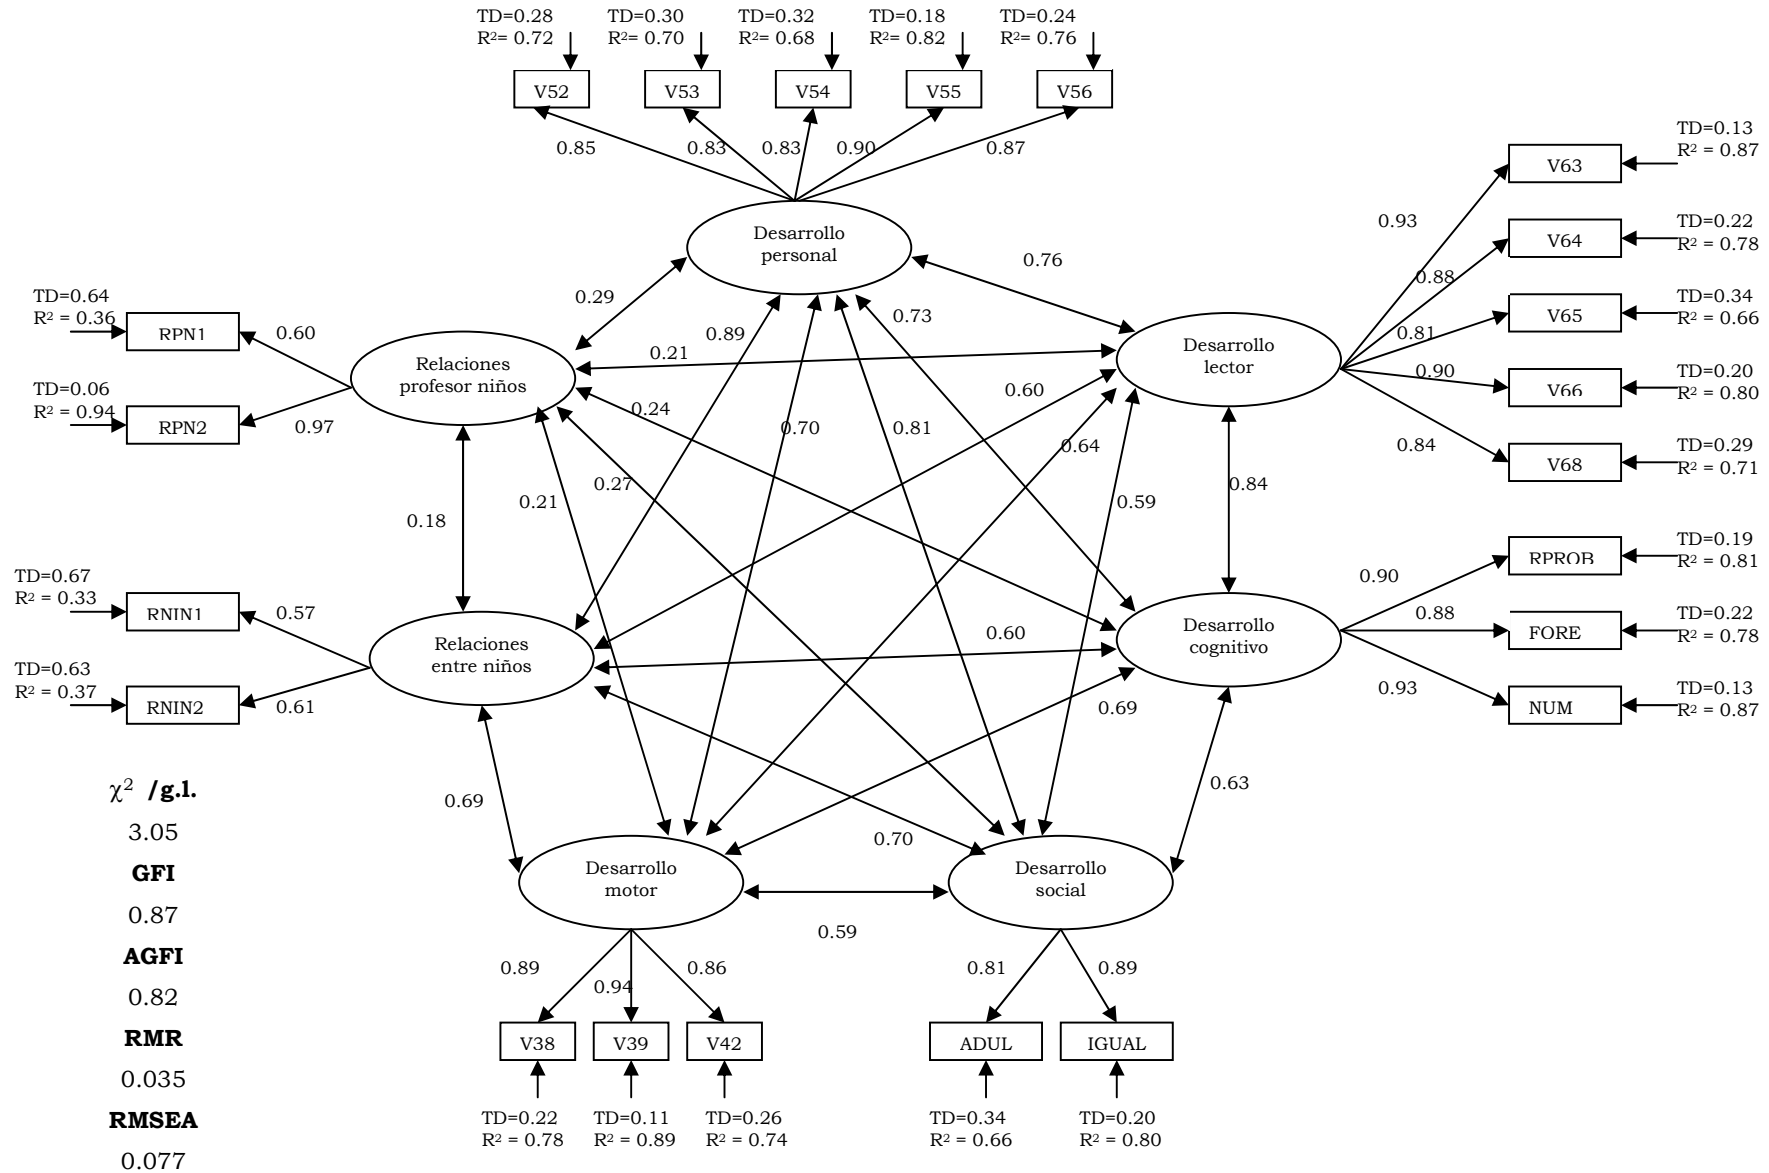 TD=0.28
R²= 0.72
TD=0.30
R²= 0.70
TD=0.32
R²= 0.68
TD=0.18
R²= 0.82
TD=0.24
R²= 0.76
V52
V53
V54
V55
V56
0.85
0.83
0.83
0.90
0.87
Desarrollo
personal
TD=0.13
R² = 0.87
V63
0.93
TD=0.22
R² = 0.78
V64
0.88
TD=0.34
R² = 0.66
V65
0.81
TD=0.20
R² = 0.80
V66
0.90
TD=0.29
R² = 0.71
V68
0.84
Desarrollo
lector
0.76
0.29
0.89
0.73
0.21
TD=0.64
R² = 0.36
RPN1
0.60
TD=0.06
R² = 0.94
RPN2
0.97
Relaciones
profesor niños
0.60
0.24
0.70
0.81
0.64
0.27
0.21
0.59
0.84
0.18
TD=0.67
R² = 0.33
RNIN1
0.57
TD=0.63
R² = 0.37
RNIN2
0.61
Relaciones
entre niños
0.60
Desarrollo
cognitivo
TD=0.19
R² = 0.81
RPROB
0.90
TD=0.22
R² = 0.78
FORE
0.88
TD=0.13
R² = 0.87
NUM
0.93
0.69
0.63
0.69
0.70
Desarrollo
motor
Desarrollo
social
0.59
0.89
0.94
0.86
0.81
0.89
V38
V39
V42
ADUL
IGUAL
TD=0.22
R² = 0.78
TD=0.11
R² = 0.89
TD=0.26
R² = 0.74
TD=0.34
R² = 0.66
TD=0.20
R² = 0.80
χ² /g.l.
3.05
GFI
0.87
AGFI
0.82
RMR
0.035
RMSEA
0.077